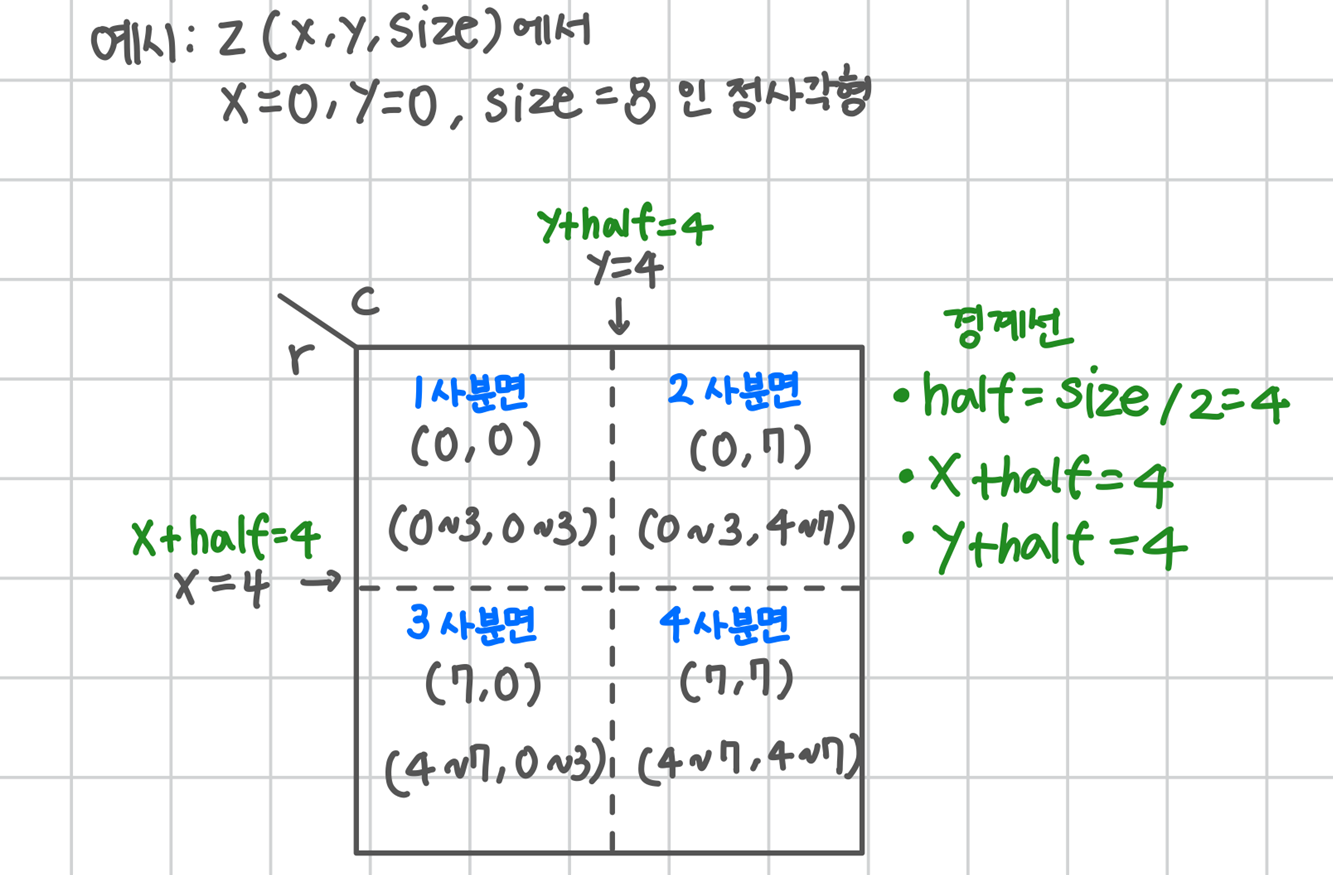 예시: z (x,y,size)에서
x=0, y=0, size=8 인 정사각형
y+half=4
y=4
↓
c
r
경계선
1사분면
2 사분면
• half = size / 2=4
(0,0)
(0,7)
• x+half=4
(0~3, 0~3)
(0~3, 4~7)
x+half=4
• y+half=4
x=4 →
3 사분면
4사분면
(7,0)
(7,7)
(4~7, 0~3)
(4~7, 4~7)